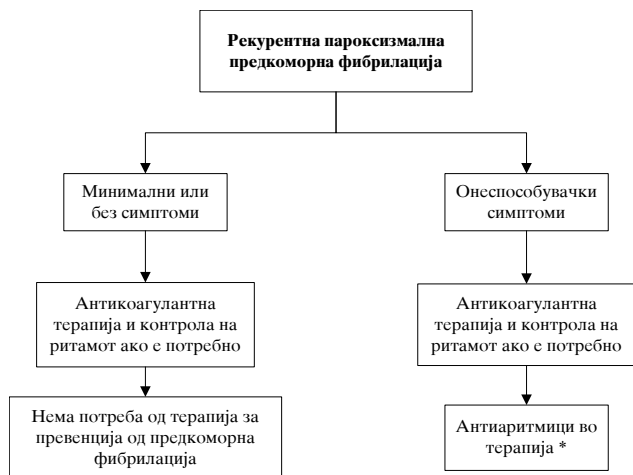 Рекурентна пароксизмална
предкоморна фибрилација
Минимални или
без симптоми
Онеспособувачки
симптоми
Антикоагулантна
терапија и контрола на
ритамот ако е потребно
Антикоагулантна
терапија и контрола на
ритамот ако е потребно
Нема потреба од терапија за
превенција од предкоморна
фибрилација
Антиаритмици во
терапија *